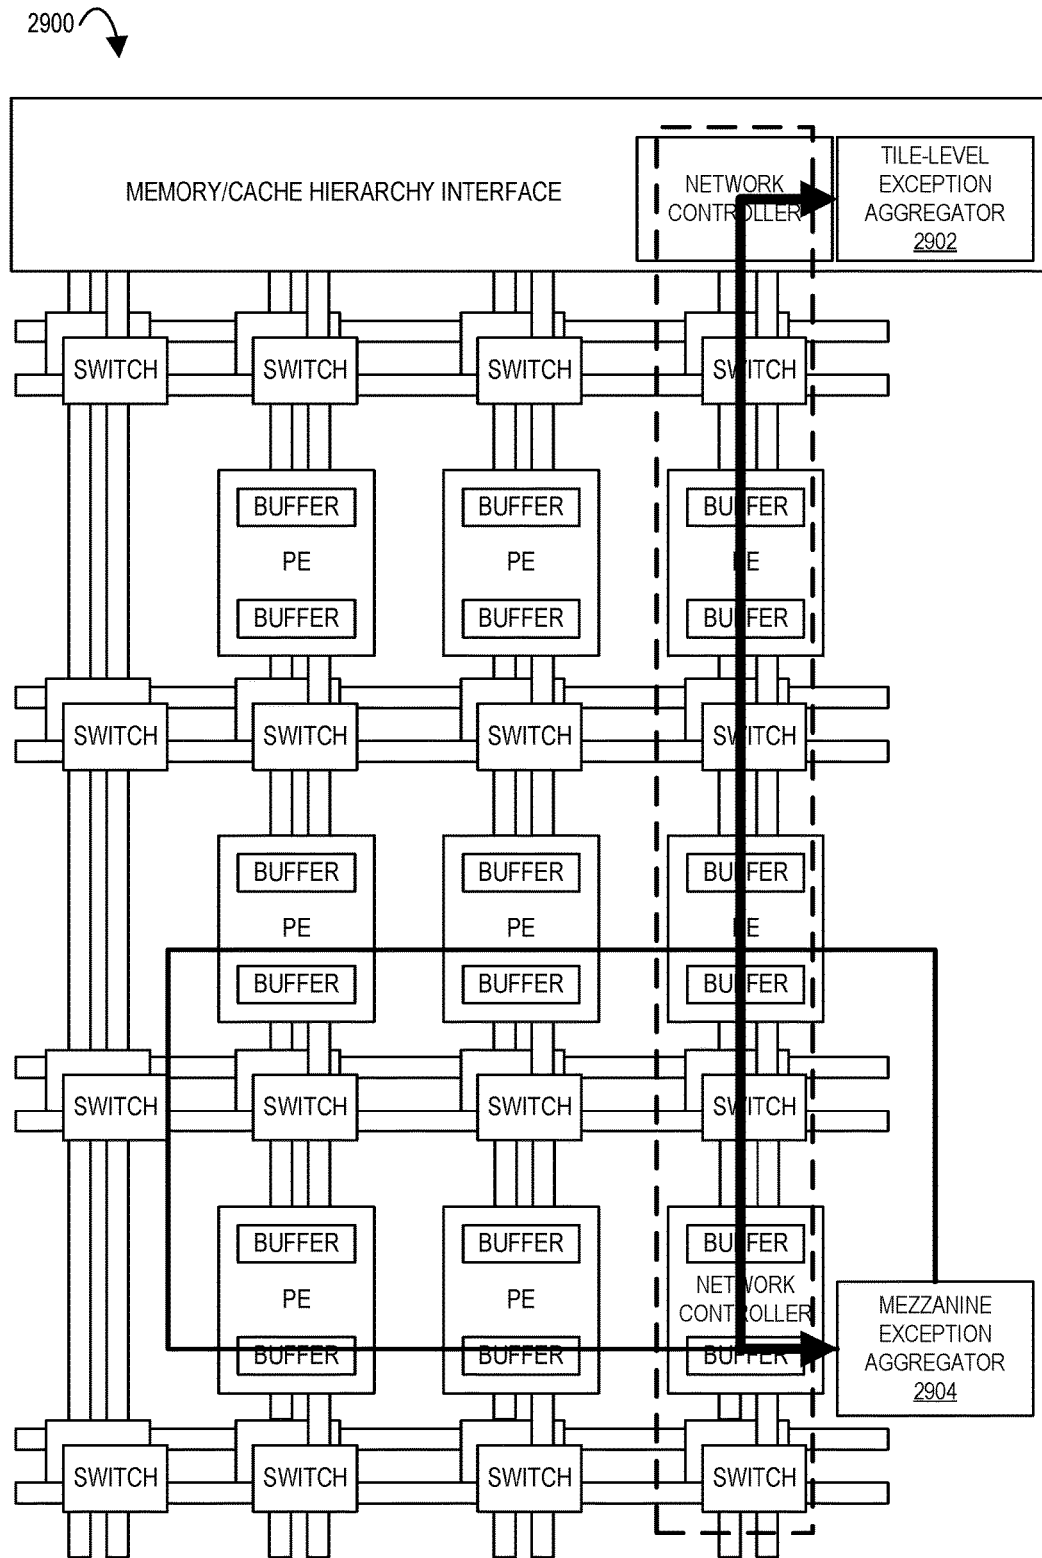 2900
MEMORY/CACHE HIERARCHY INTERFACE
NETWORK
CONTROLLER
TILE-LEVEL
EXCEPTION
AGGREGATOR
2902
SWITCH SWITCH SWITCH SWITCH
BUFFER BUFFER BUFFER
PE PE PE
BUFFER BUFFER BUFFER
SWITCH SWITCH SWITCH SWITCH
BUFFER BUFFER BUFFER
PE PE PE
BUFFER BUFFER BUFFER
SWITCH SWITCH SWITCH SWITCH
BUFFER BUFFER BUFFER
PE PE NETWORK
CONTROLLER
BUFFER BUFFER BUFFER
MEZZANINE
EXCEPTION
AGGREGATOR
2904
SWITCH SWITCH SWITCH SWITCH